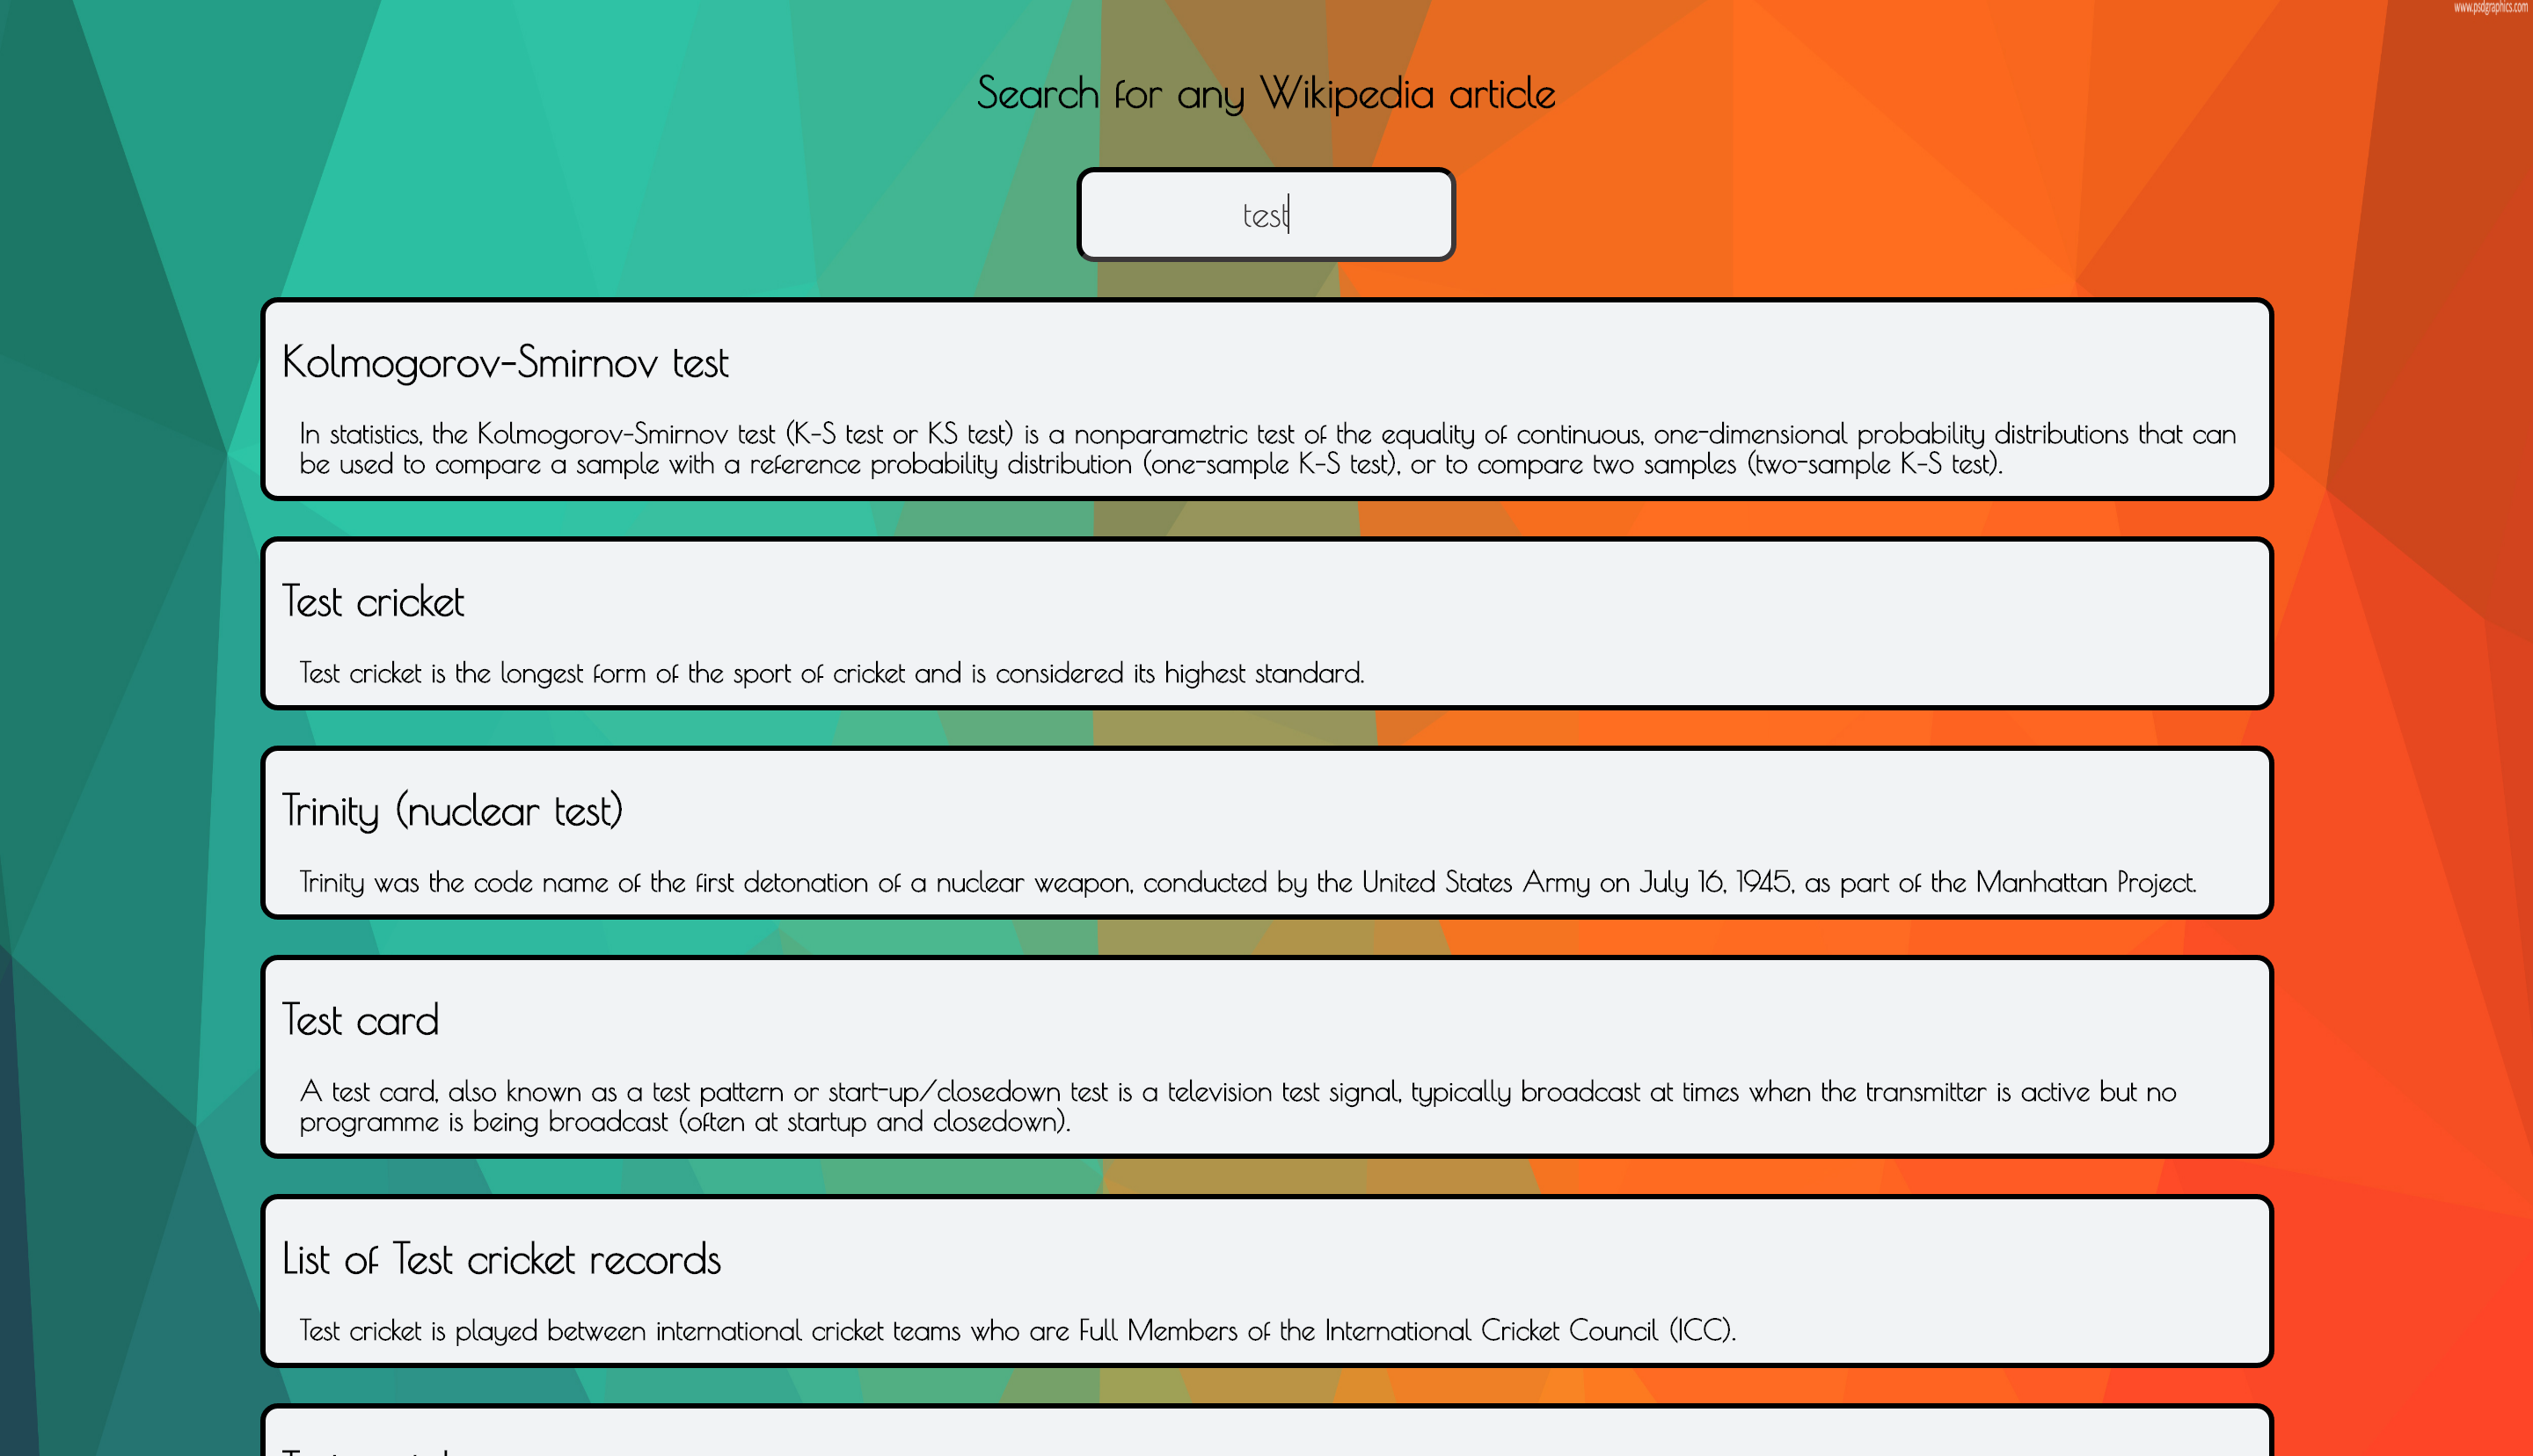 www.psdgraphics.com
Search for any Wikipedia article
test
Kolmogorov–Smirnov test
In statistics, the Kolmogorov–Smirnov test (K–S test or KS test) is a nonparametric test of the equality of continuous, one-dimensional probability distributions that can
be used to compare a sample with a reference probability distribution (one-sample K–S test), or to compare two samples (two-sample K–S test).
Test cricket
Test cricket is the longest form of the sport of cricket and is considered its highest standard.
Trinity (nuclear test)
Trinity was the code name of the first detonation of a nuclear weapon, conducted by the United States Army on July 16, 1945, as part of the Manhattan Project.
Test card
A test card, also known as a test pattern or start-up/closedown test is a television test signal, typically broadcast at times when the transmitter is active but no
programme is being broadcast (often at startup and closedown).
List of Test cricket records
Test cricket is played between international cricket teams who are Full Members of the International Cricket Council (ICC).